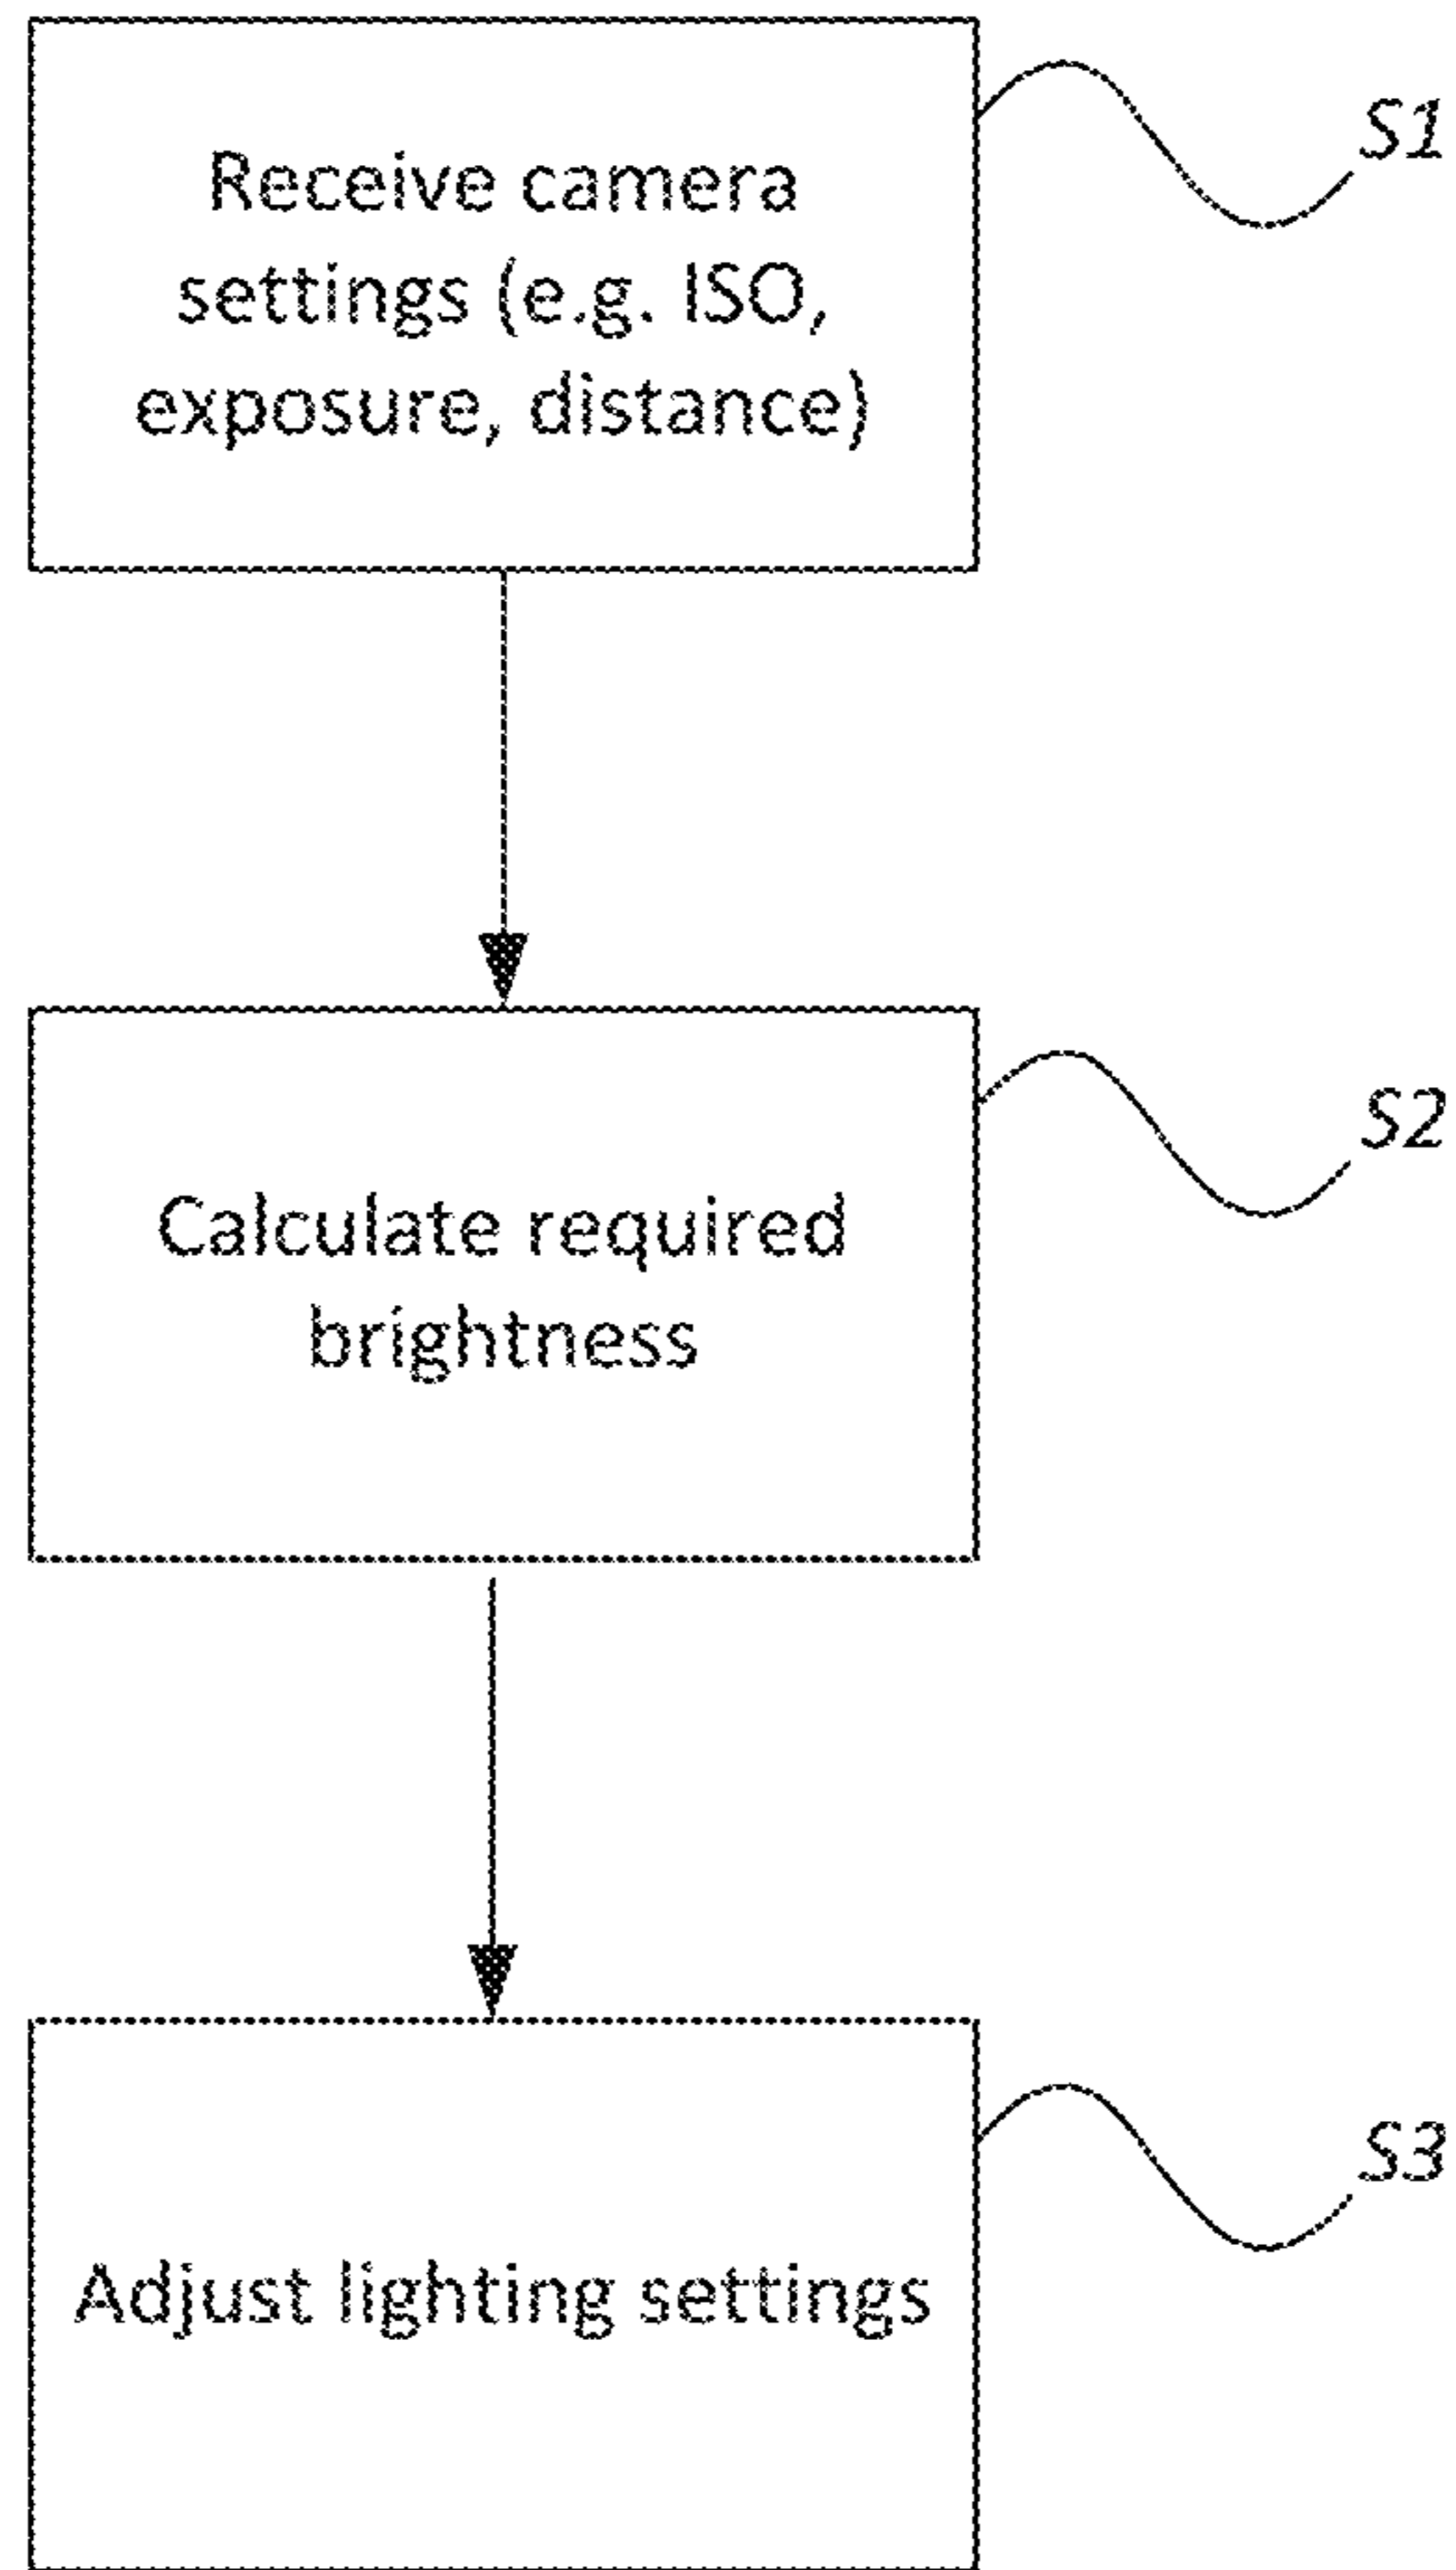 Receive camera
settings (e.g. ISO,
exposure, distance)
S1
Calculate required
brightness
S2
Adjust lighting settings
S3